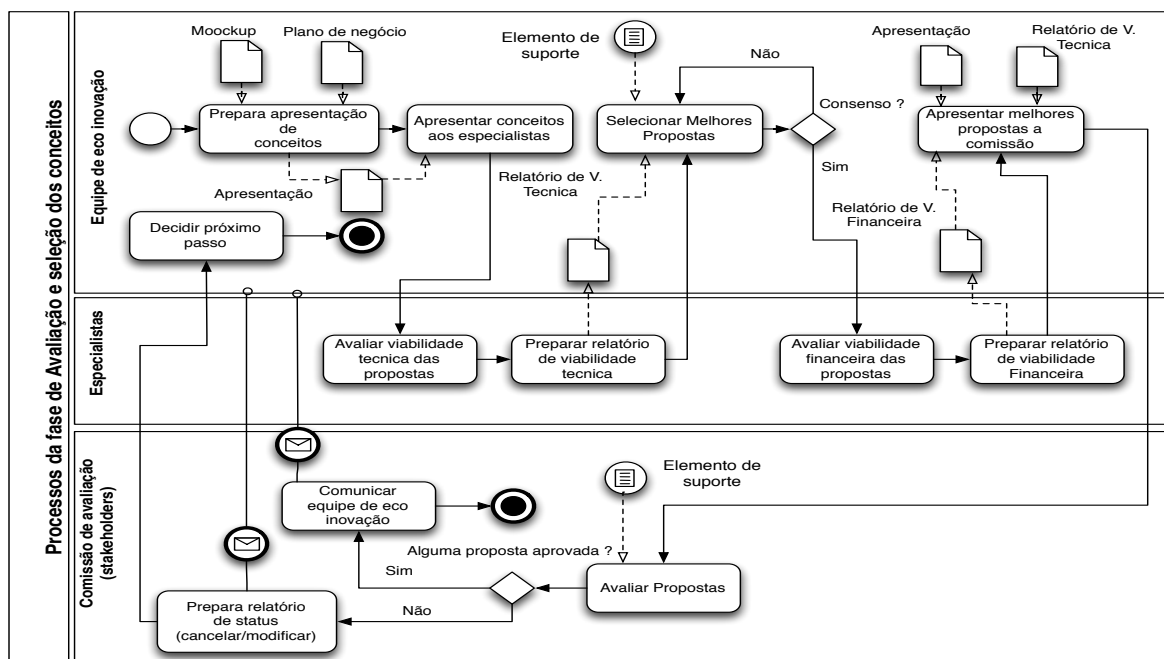 Processos da fase de Avaliação e seleção dos conceitos
Equipe de eco inovação
Moockup
Plano de negócio
Prepara apresentação
de
conceitos
Apresentação
Apresentar conceitos
aos especialistas
Elemento de
suporte
Selecionar Melhores
Propostas
Relatório de V.
Tecnica
Não
Consenso ?
Sim
Apresentação
Relatório de V.
Tecnica
Apresentar melhores
propostas a
comissão
Relatório de V.
Financeira
Decidir próximo
passo
Especialistas
Avaliar viabilidade
tecnica das
propostas
Preparar relatório
de viabilidade
tecnica
Avaliar viabilidade
financeira das
propostas
Preparar relatório
de viabilidade
Financeira
Comissão de avaliação
(stakeholders)
Comunicar
equipe de eco
inovação
Elemento de
suporte
Alguma proposta aprovada ?
Sim
Avaliar Propostas
Não
Prepara relatório
de status
(cancelar/modificar)